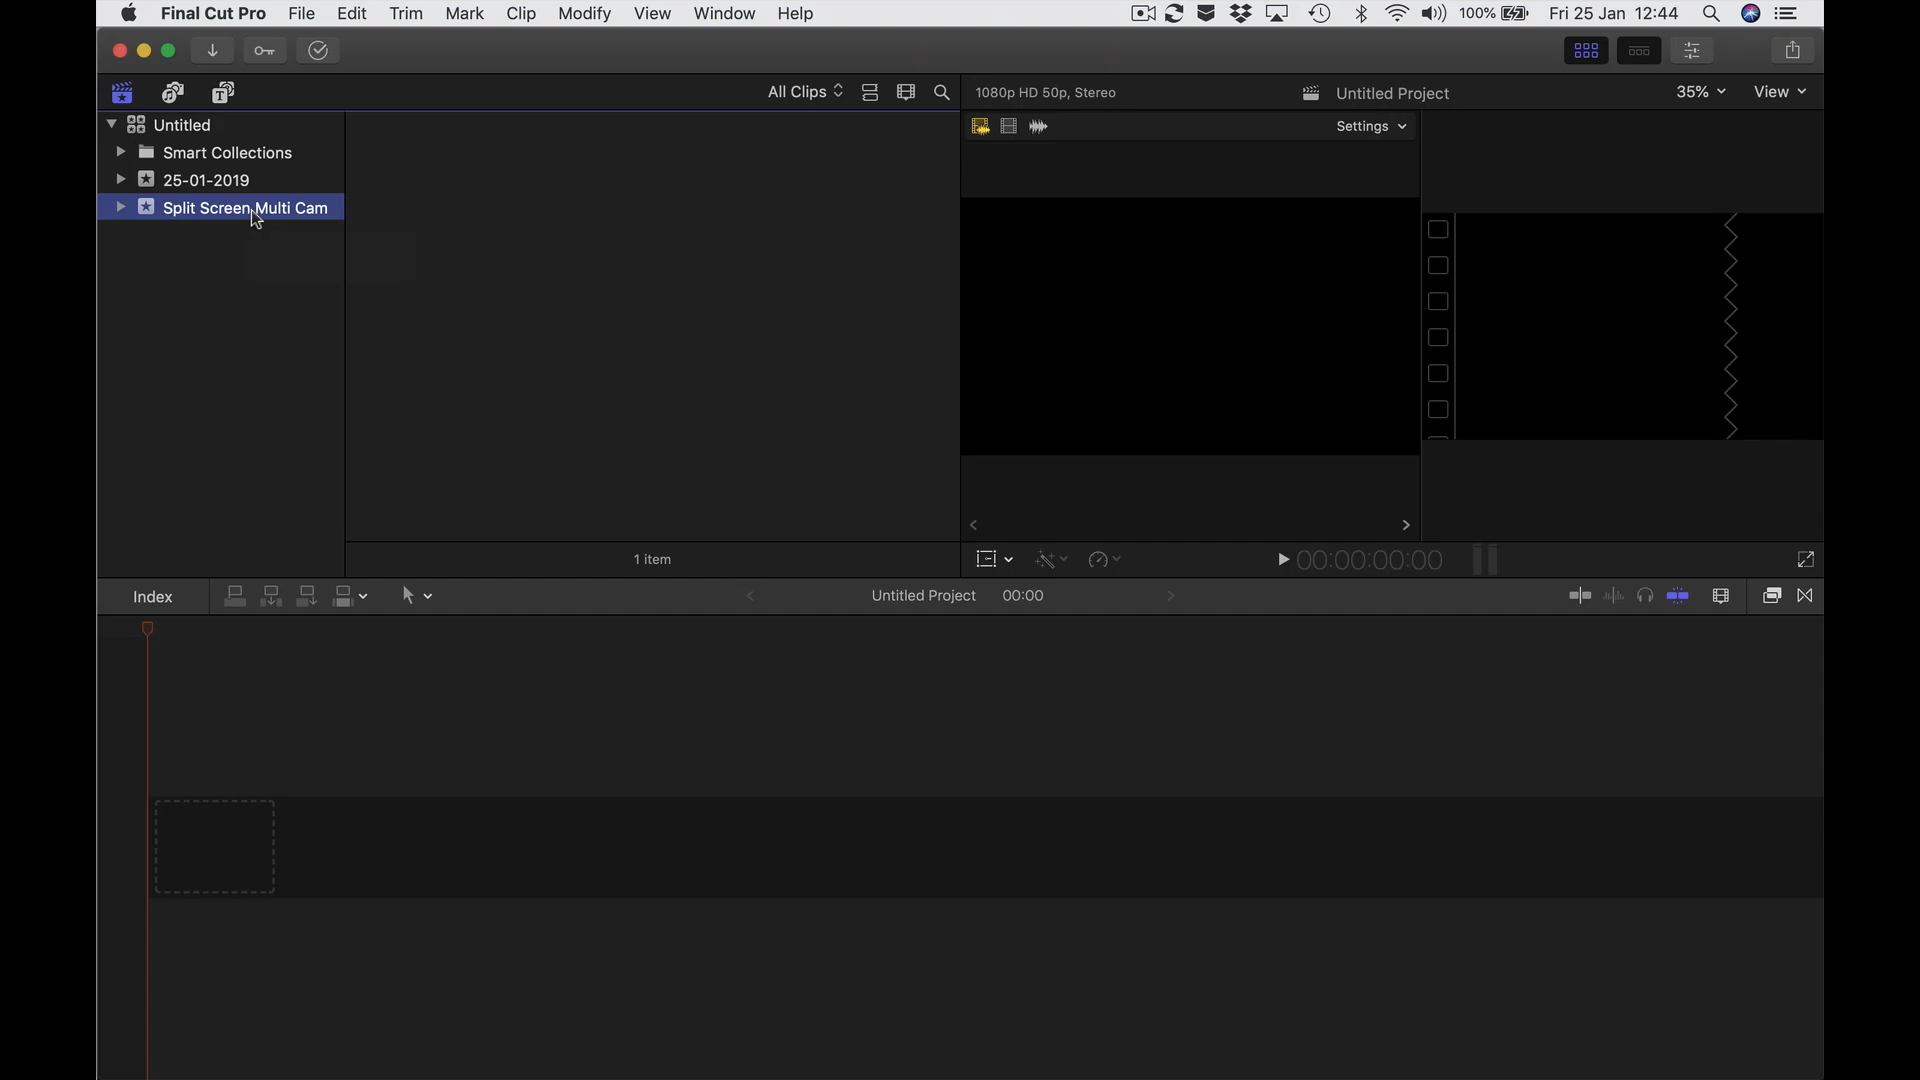 Final Cut Pro File Edit Trim Mark Clip Modify View Window Help 100% Fri 25 Jan 12:44
All Clips
1080p HD 50p, Stereo Untitled Project 35% View
Untitled
Smart Collections
25-01-2019
Split Screen Multi Cam
Settings
1 item
00:00:00:00
Index
Untitled Project 00:00